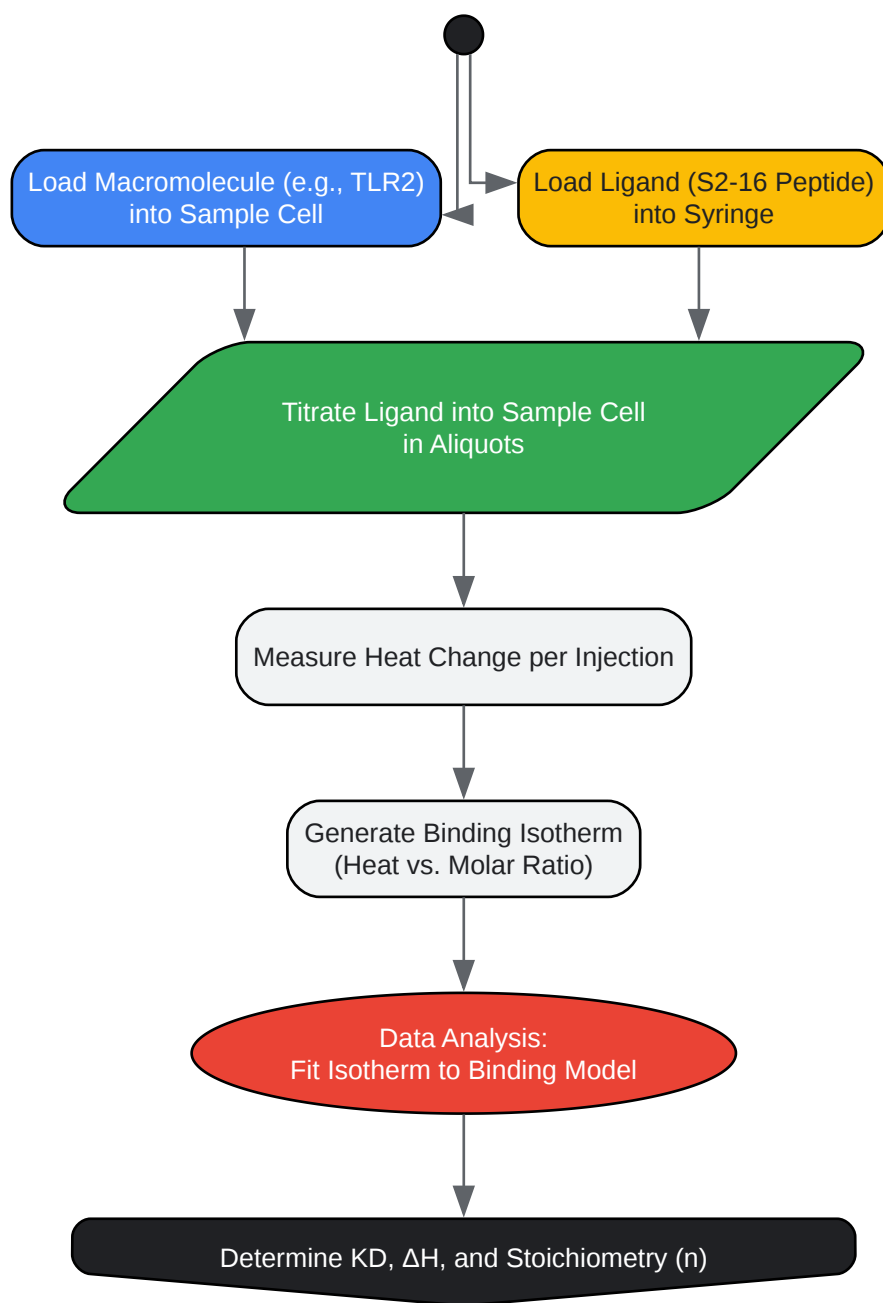 Load Macromolecule (e.g., TLR2)
into Sample Cell
Load Ligand (S2-16 Peptide)
into Syringe
Titrate Ligand into Sample Cell
in Aliquots
Measure Heat Change per Injection
Generate Binding Isotherm
(Heat vs. Molar Ratio)
Data Analysis:
Fit Isotherm to Binding Model
Determine KD, ΔH, and Stoichiometry (n)